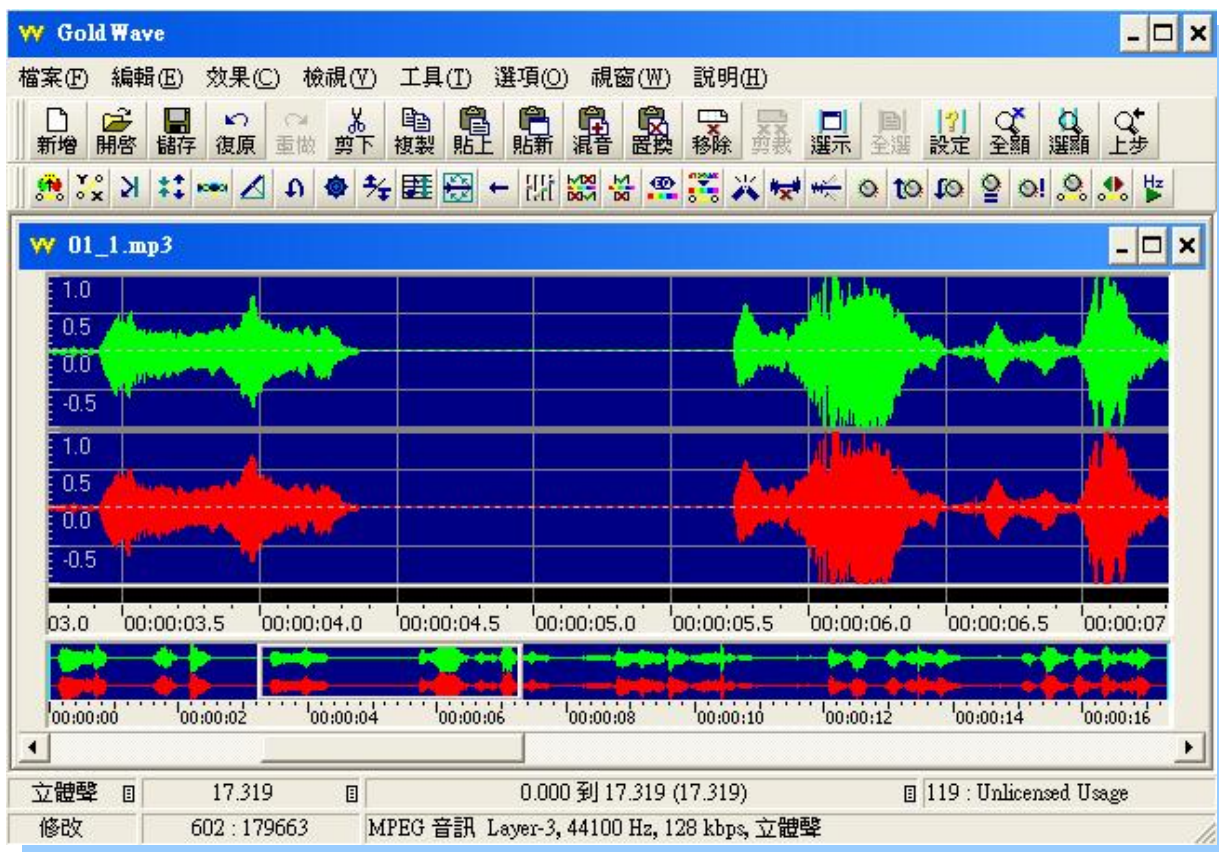 Gold Wave
檔案(F) 編輯(E) 效果(C) 檢視(V) 工具(T) 選項(O) 視窗(W) 說明(H)
新增 開啓 儲存 復原 重做 剪下 複製 貼上 貼新 混音 置換 移除 剪裁 選示 全選 設定 全顯 選顯 上步
Hz
01_1.mp3
1.0
0.5
0.0
-0.5
1.0
0.5
0.0
-0.5
03.0 00:00:03.5 00:00:04.0 00:00:04.5 00:00:05.0 00:00:05.5 00:00:06.0 00:00:06.5 00:00:07
00:00:00 00:00:02 00:00:04 00:00:06 00:00:08 00:00:10 00:00:12 00:00:14 00:00:16
立體聲 17.319 0.000 到 17.319 (17.319) 119 : Unlicensed Usage
修改 602 : 179663 MPEG 音訊 Layer-3, 44100 Hz, 128 kbps, 立體聲